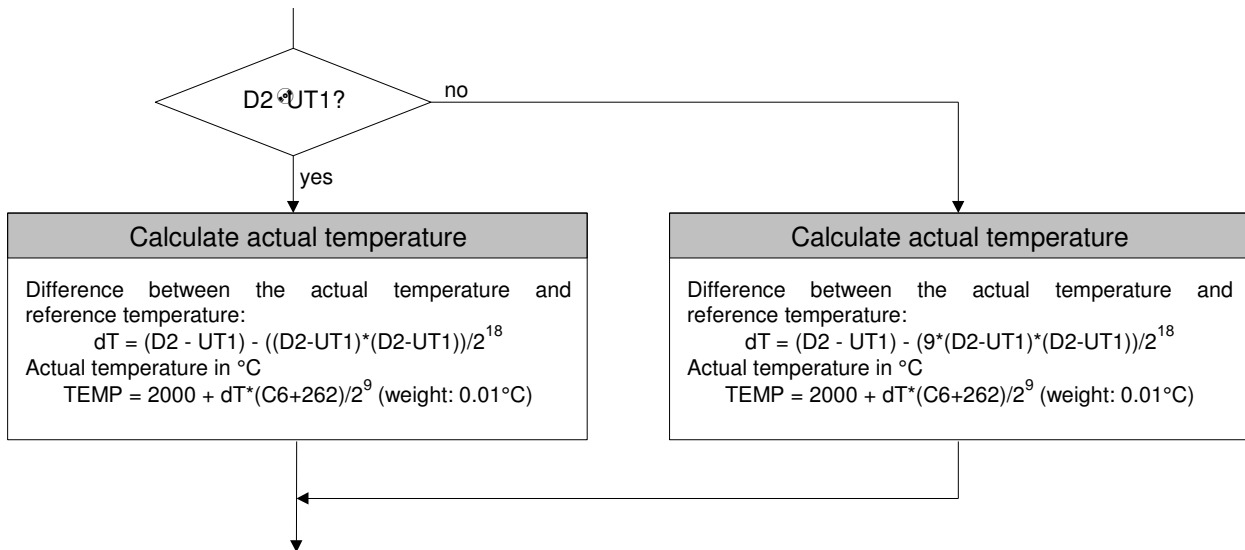 D2 UT1?
no
yes
Calculate actual temperature
Difference between the actual temperature and
reference temperature:
dT = (D2 - UT1) - ((D2-UT1)*(D2-UT1))/2^18
Actual temperature in °C
TEMP = 2000 + dT*(C6+262)/2^9 (weight: 0.01°C)
Calculate actual temperature
Difference between the actual temperature and
reference temperature:
dT = (D2 - UT1) - (9*(D2-UT1)*(D2-UT1))/2^18
Actual temperature in °C
TEMP = 2000 + dT*(C6+262)/2^9 (weight: 0.01°C)